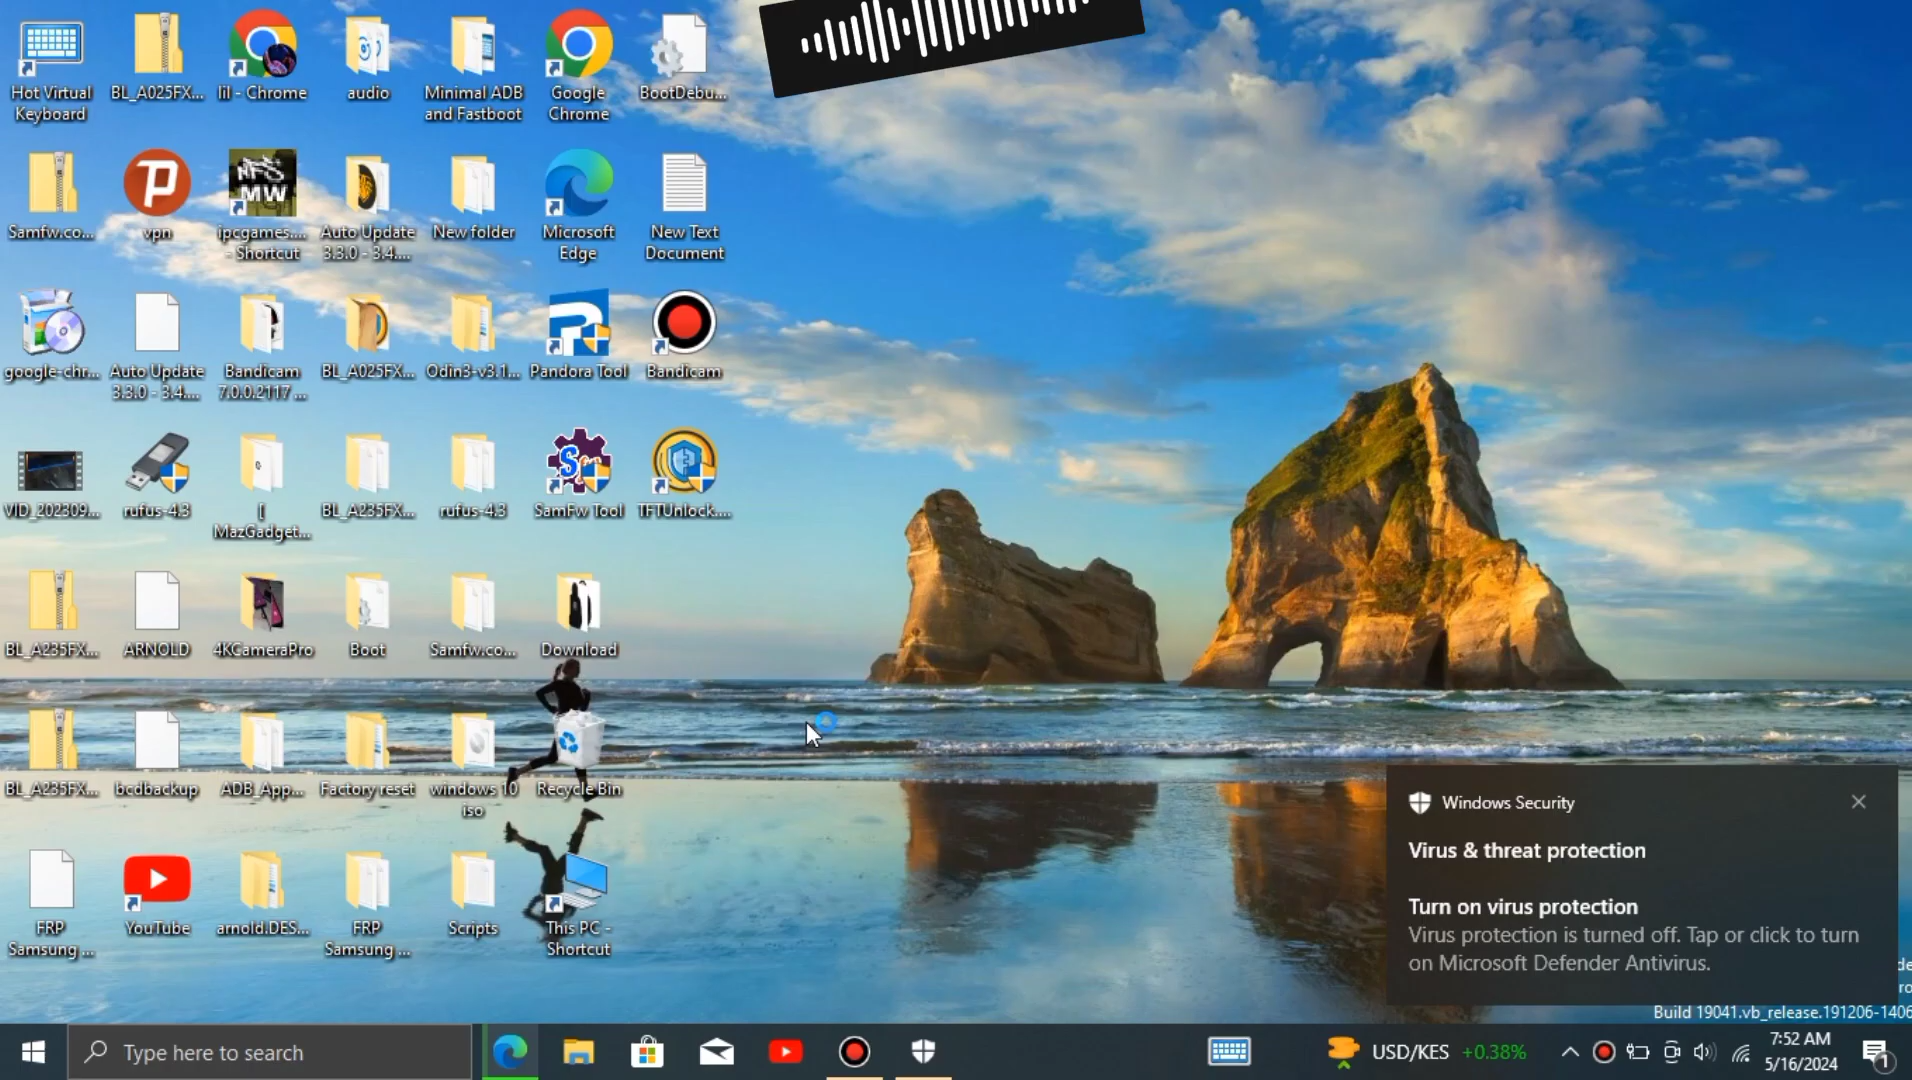 Hot Virtual
Keyboard
BL_A025FX...
lil - Chrome
audio
Minimal ADB
and Fastboot
Google
Chrome
BootDebu...
Samfw.co...
vpn
NFS
MW
ipcgames....
- Shortcut
Auto Update
3.3.0 - 3.4....
New folder
Microsoft
Edge
New Text
Document
google-chr...
Auto Update
3.3.0 - 3.4....
Bandicam
7.0.0.2117 ...
BL_A025FX...
Odin3-v3.1...
Pandora Tool
Bandicam
VID_202309...
rufus-4.3
[
MazGadget...
BL_A235FX...
rufus-4.3
SamFw Tool
TFTUnlock....
BL_A235FX...
ARNOLD
4KCameraPro
Boot
Samfw.co...
Download
BL_A235FX...
bcdbackup
ADB_App...
Factory reset
windows 10
iso
Recycle Bin
FRP
Samsung ...
YouTube
arnold.DES...
FRP
Samsung ...
Scripts
This PC -
Shortcut
Windows Security
Virus & threat protection
Turn on virus protection
Virus protection is turned off. Tap or click to turn
on Microsoft Defender Antivirus.
Build 19041.vb_release.191206-1406
Type here to search
USD/KES +0.38%
7:52 AM
5/16/2024
1